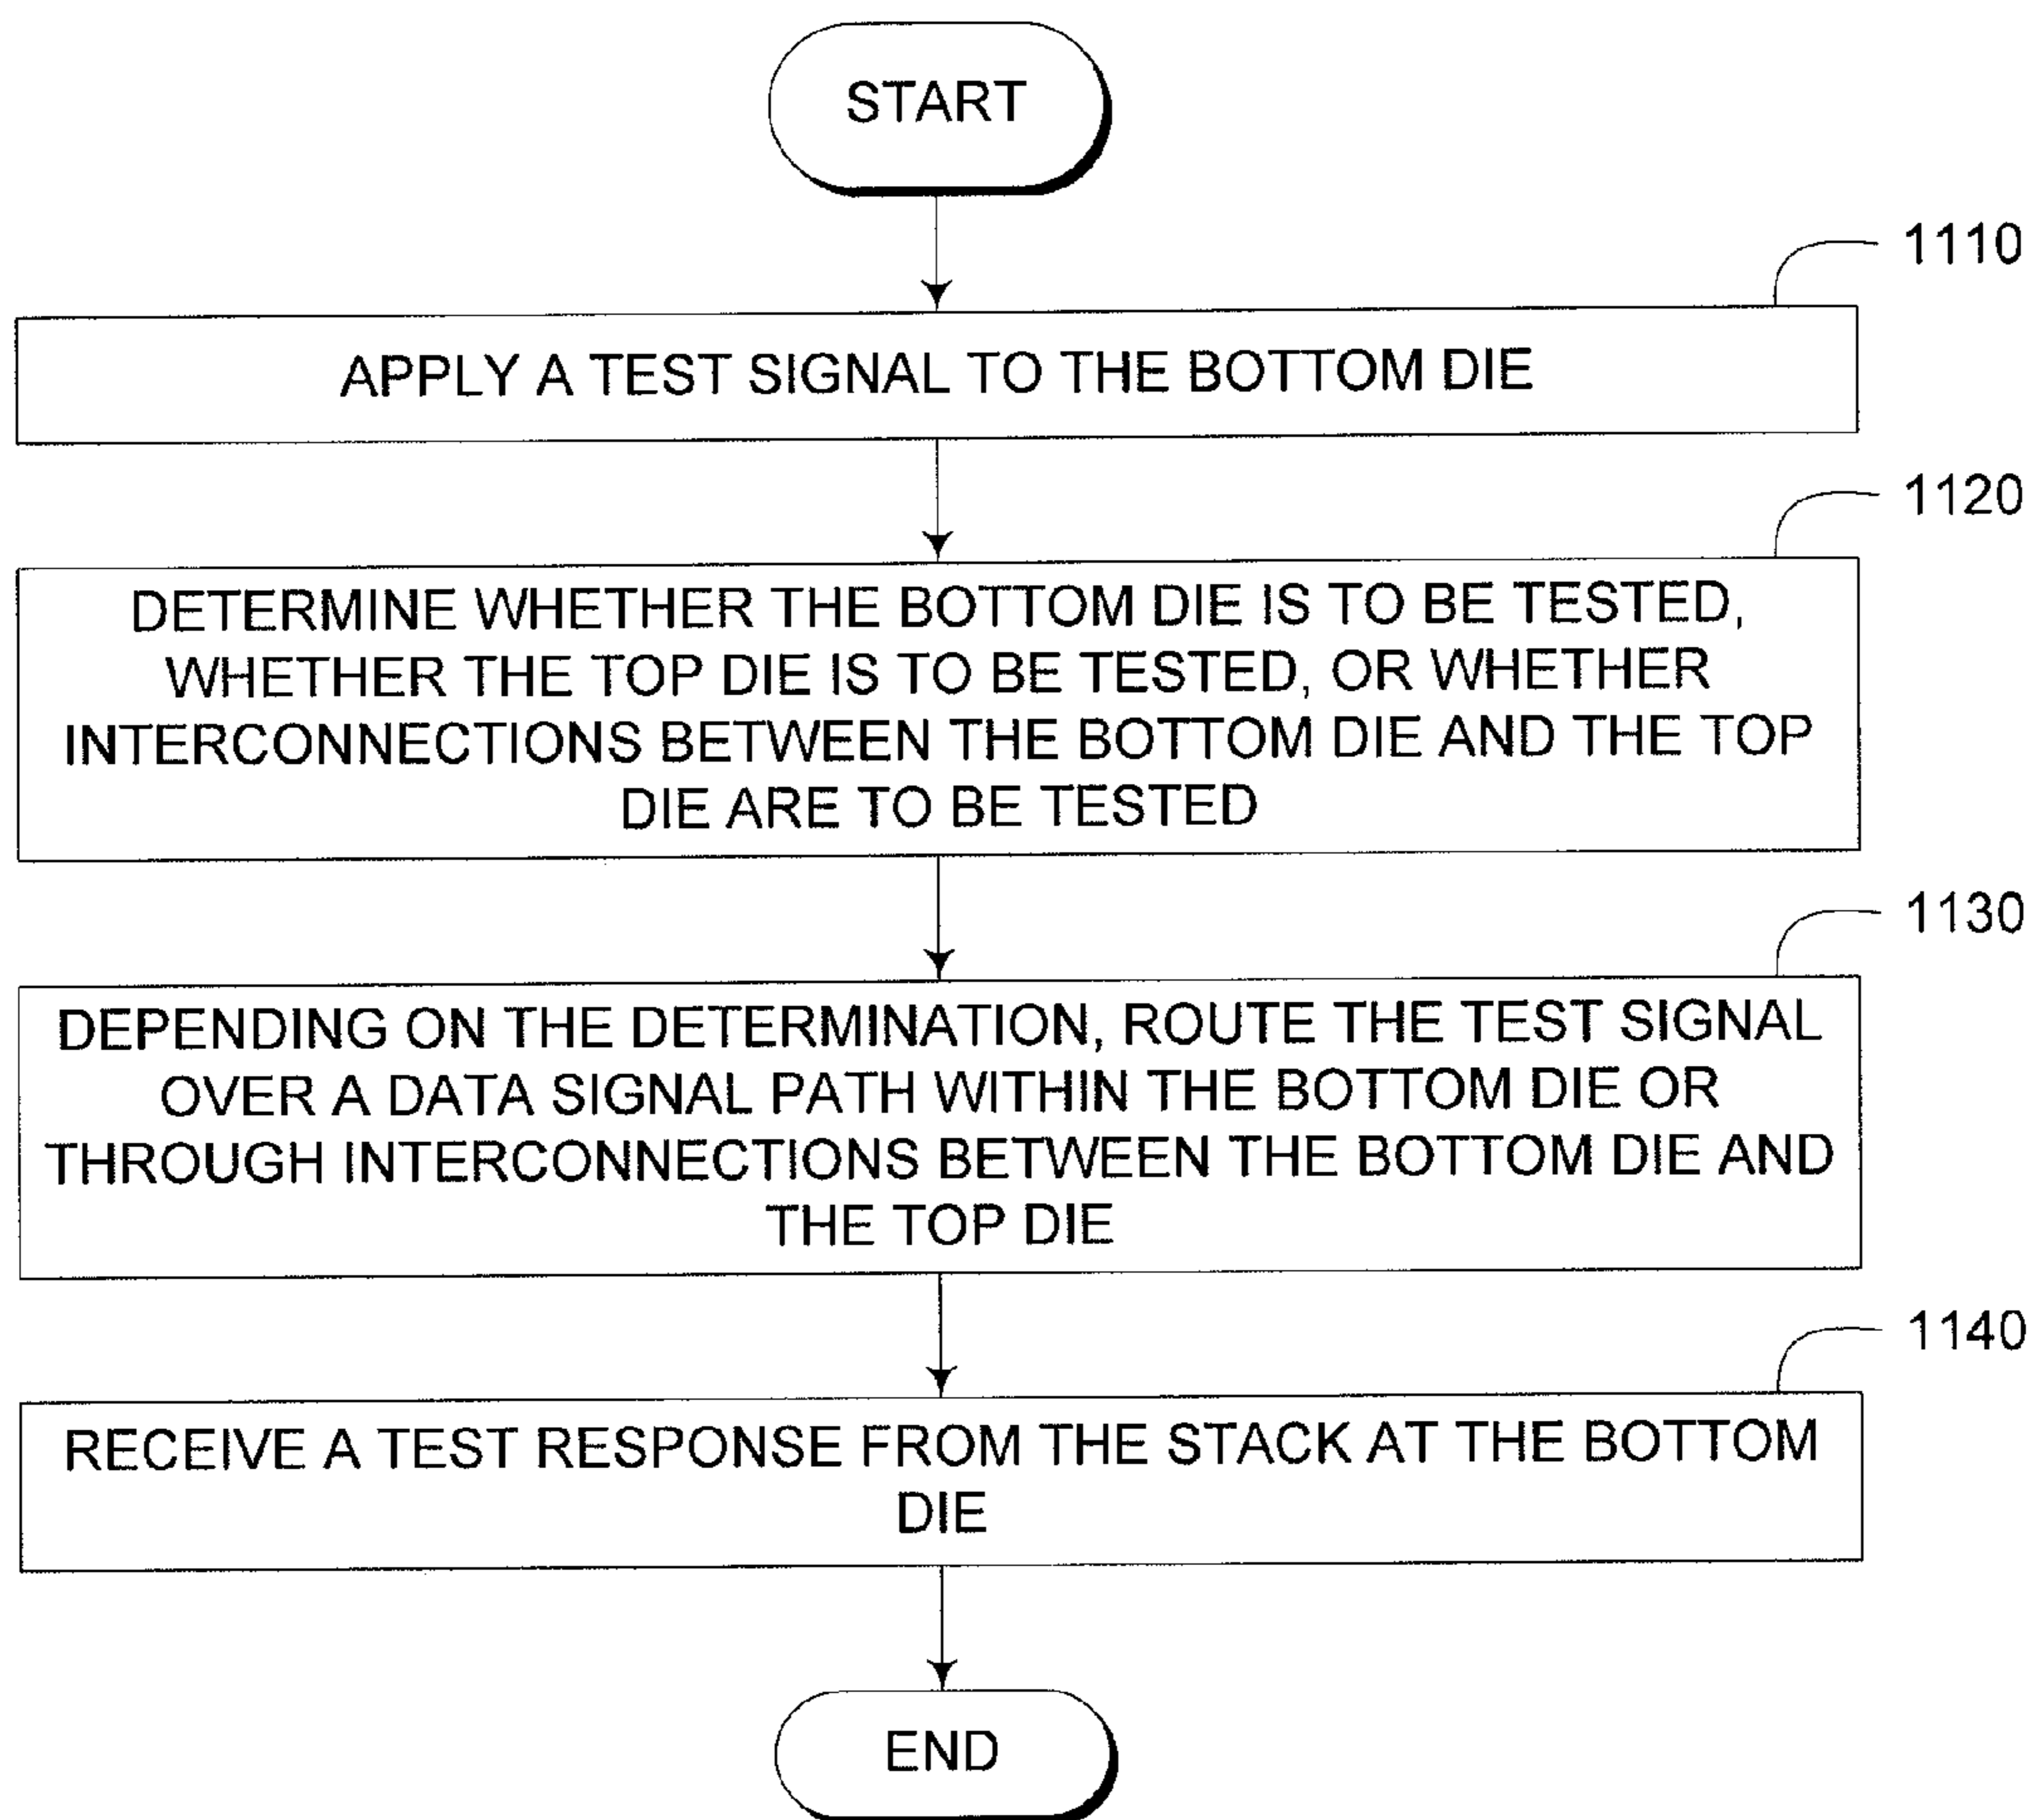 START
1110
APPLY A TEST SIGNAL TO THE BOTTOM DIE
1120
DETERMINE WHETHER THE BOTTOM DIE IS TO BE TESTED,
WHETHER THE TOP DIE IS TO BE TESTED, OR WHETHER
INTERCONNECTIONS BETWEEN THE BOTTOM DIE AND THE TOP
DIE ARE TO BE TESTED
1130
DEPENDING ON THE DETERMINATION, ROUTE THE TEST SIGNAL
OVER A DATA SIGNAL PATH WITHIN THE BOTTOM DIE OR
THROUGH INTERCONNECTIONS BETWEEN THE BOTTOM DIE AND
THE TOP DIE
1140
RECEIVE A TEST RESPONSE FROM THE STACK AT THE BOTTOM
DIE
END